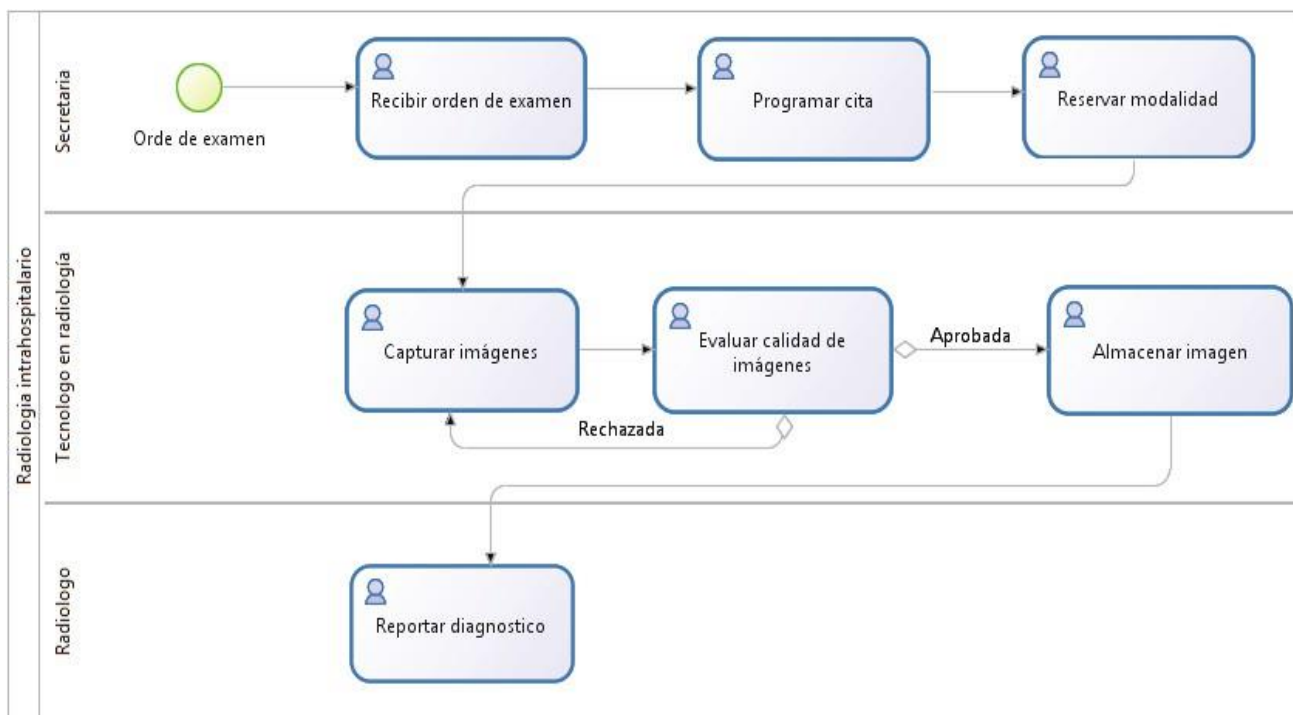 Radiologia intrahospitalario
Secretaria
Orde de examen
Recibir orden de examen
Programar cita
Reservar modalidad
Tecnologo en radiología
Capturar imágenes
Evaluar calidad de
imágenes
Aprobada
Almacenar imagen
Rechazada
Radiologo
Reportar diagnostico